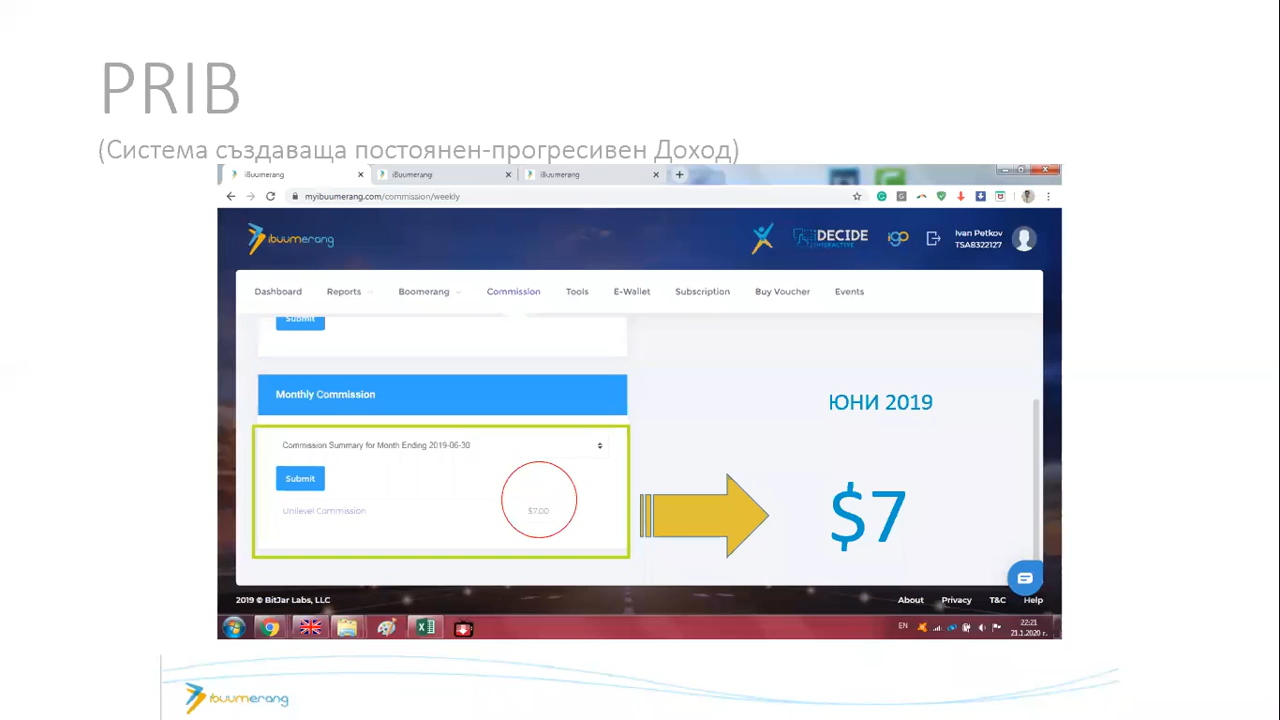 PRIB
(Система създаваща постоянен-прогресивен Доход)
iBuumerang
iBuumerang
iBuumerang
myibuumerang.com/commission/weekly
ibuumerang
DECIDE
INTERACTIVE
igo
Ivan Petkov
TSA8322127
Dashboard Reports Boomerang Commission Tools E-Wallet Subscription Buy Voucher Events
Submit
Monthly Commission
Commission Summary for Month Ending 2019-06-30
Submit
Unilevel Commission $7.00
ЮНИ 2019
$7
2019 © BitJar Labs, LLC
About Privacy T&C Help
EN
22:21
21.1.2020 г.
ibuumerang